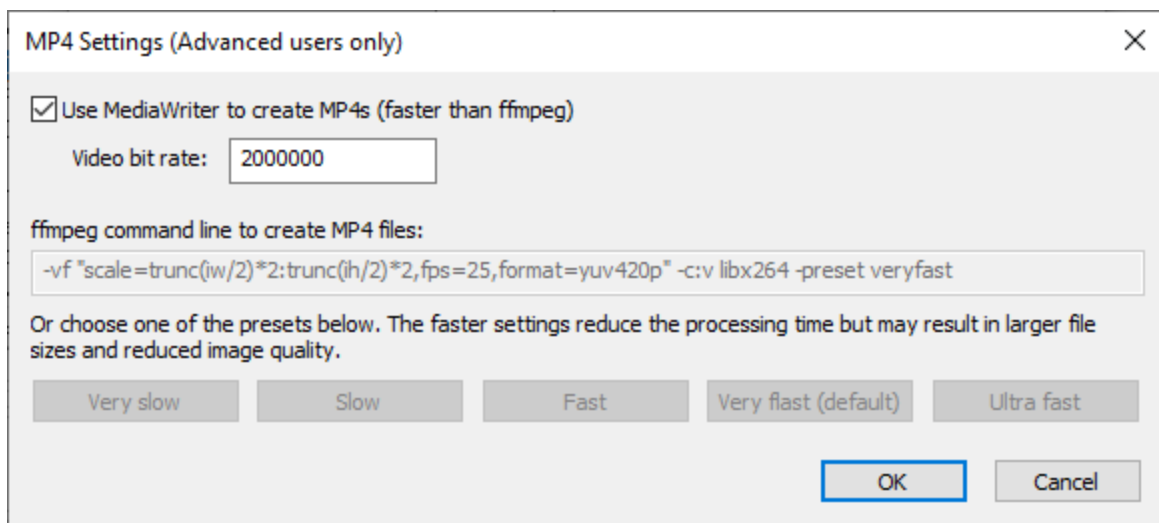 MP4 Settings (Advanced users only)
Use MediaWriter to create MP4s (faster than ffmpeg)
Video bit rate: 2000000
ffmpeg command line to create MP4 files:
-vf "scale=trunc(iw/2)*2:trunc(ih/2)*2,fps=25,format=yuv420p" -c:v libx264 -preset veryfast
Or choose one of the presets below. The faster settings reduce the processing time but may result in larger file
sizes and reduced image quality.
Very slow Slow Fast Very flast (default) Ultra fast
OK Cancel